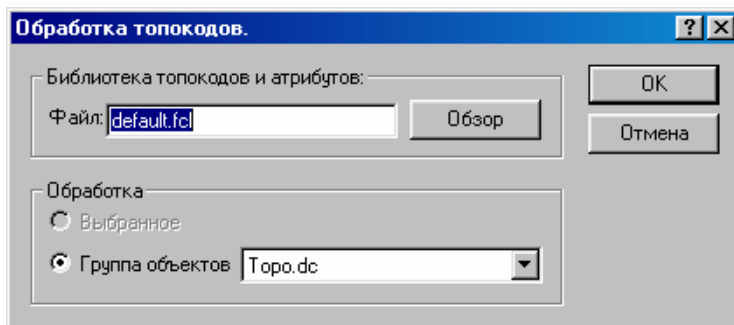 Обработка топокодов.
Библиотека топокодов и атрибутов:
Файл: default.fcl Обзор
OK
Отмена
Обработка
Выбранное
Группа объектов Topo.dc